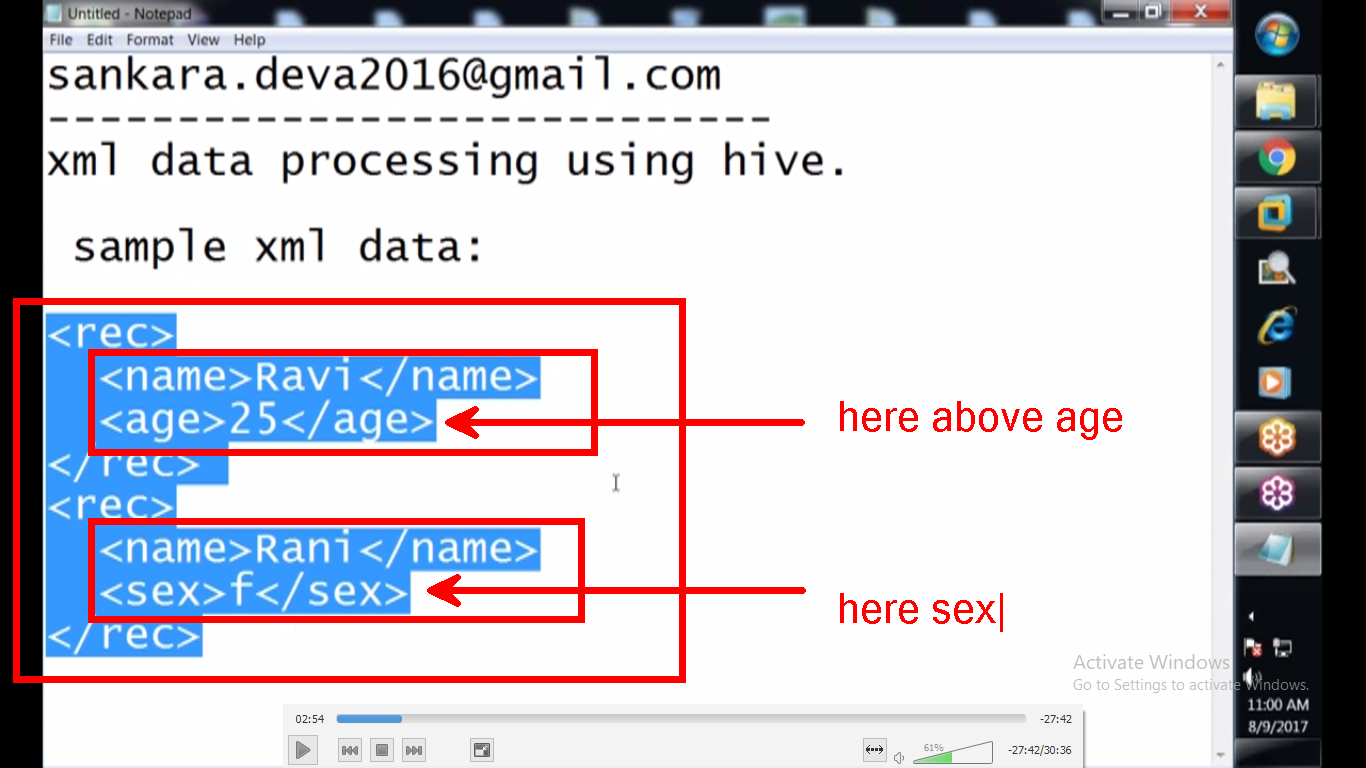 Untitled - Notepad
File Edit Format View Help
sankara.deva2016@gmail.com
----------------------------
xml data processing using hive.
sample xml data:
<rec>
<name>Ravi</name>
<age>25</age>
here above age
</rec>
<rec>
<name>Rani</name>
<sex>f</sex>
here sex
</rec>
Activate Windows
Go to Settings to activate Windows.
11:00 AM
8/9/2017
02:54
-27:42
61%
-27:42/30:36